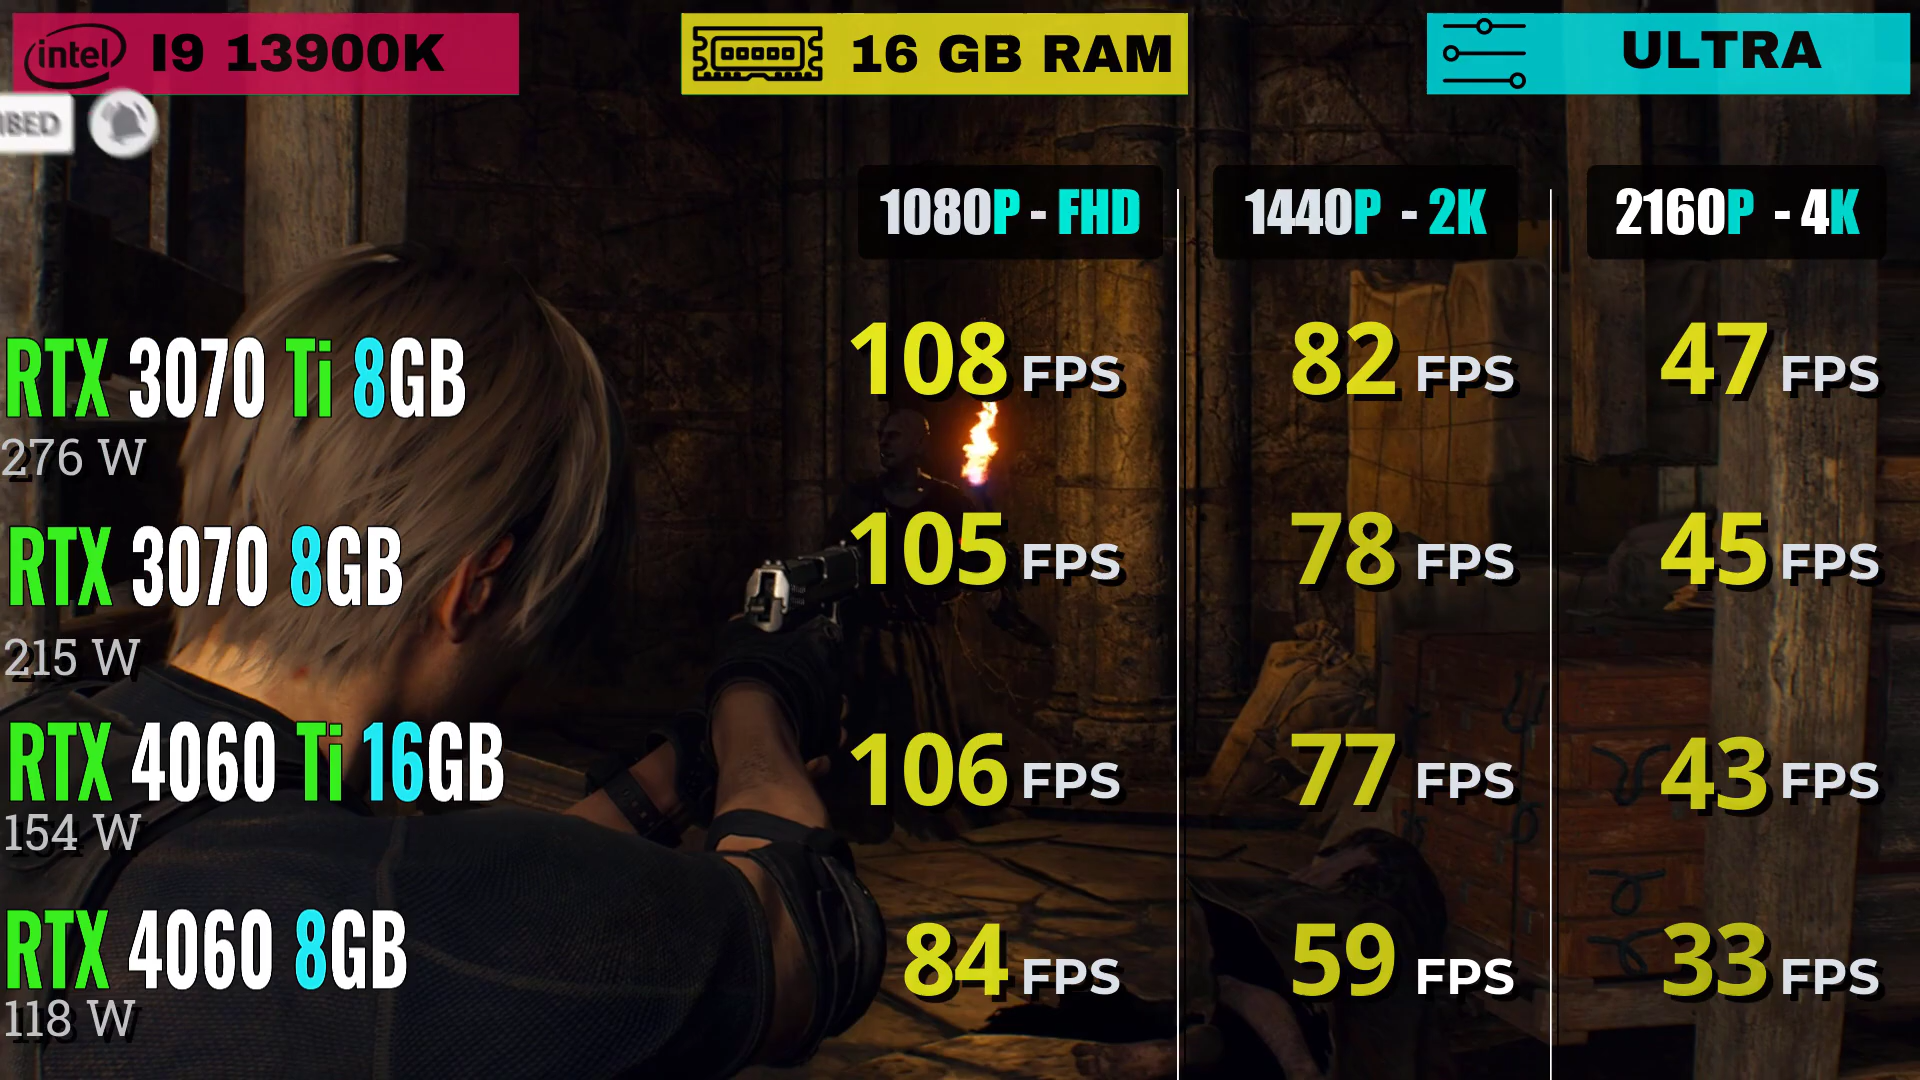 intel I9 13900K
16 GB RAM
ULTRA
IBED
1080P - FHD
1440P - 2K
2160P - 4K
RTX 3070 Ti 8GB 108 FPS 82 FPS 47 FPS
276 W
RTX 3070 8GB 105 FPS 78 FPS 45 FPS
215 W
RTX 4060 Ti 16GB 106 FPS 77 FPS 43 FPS
154 W
RTX 4060 8GB 84 FPS 59 FPS 33 FPS
118 W